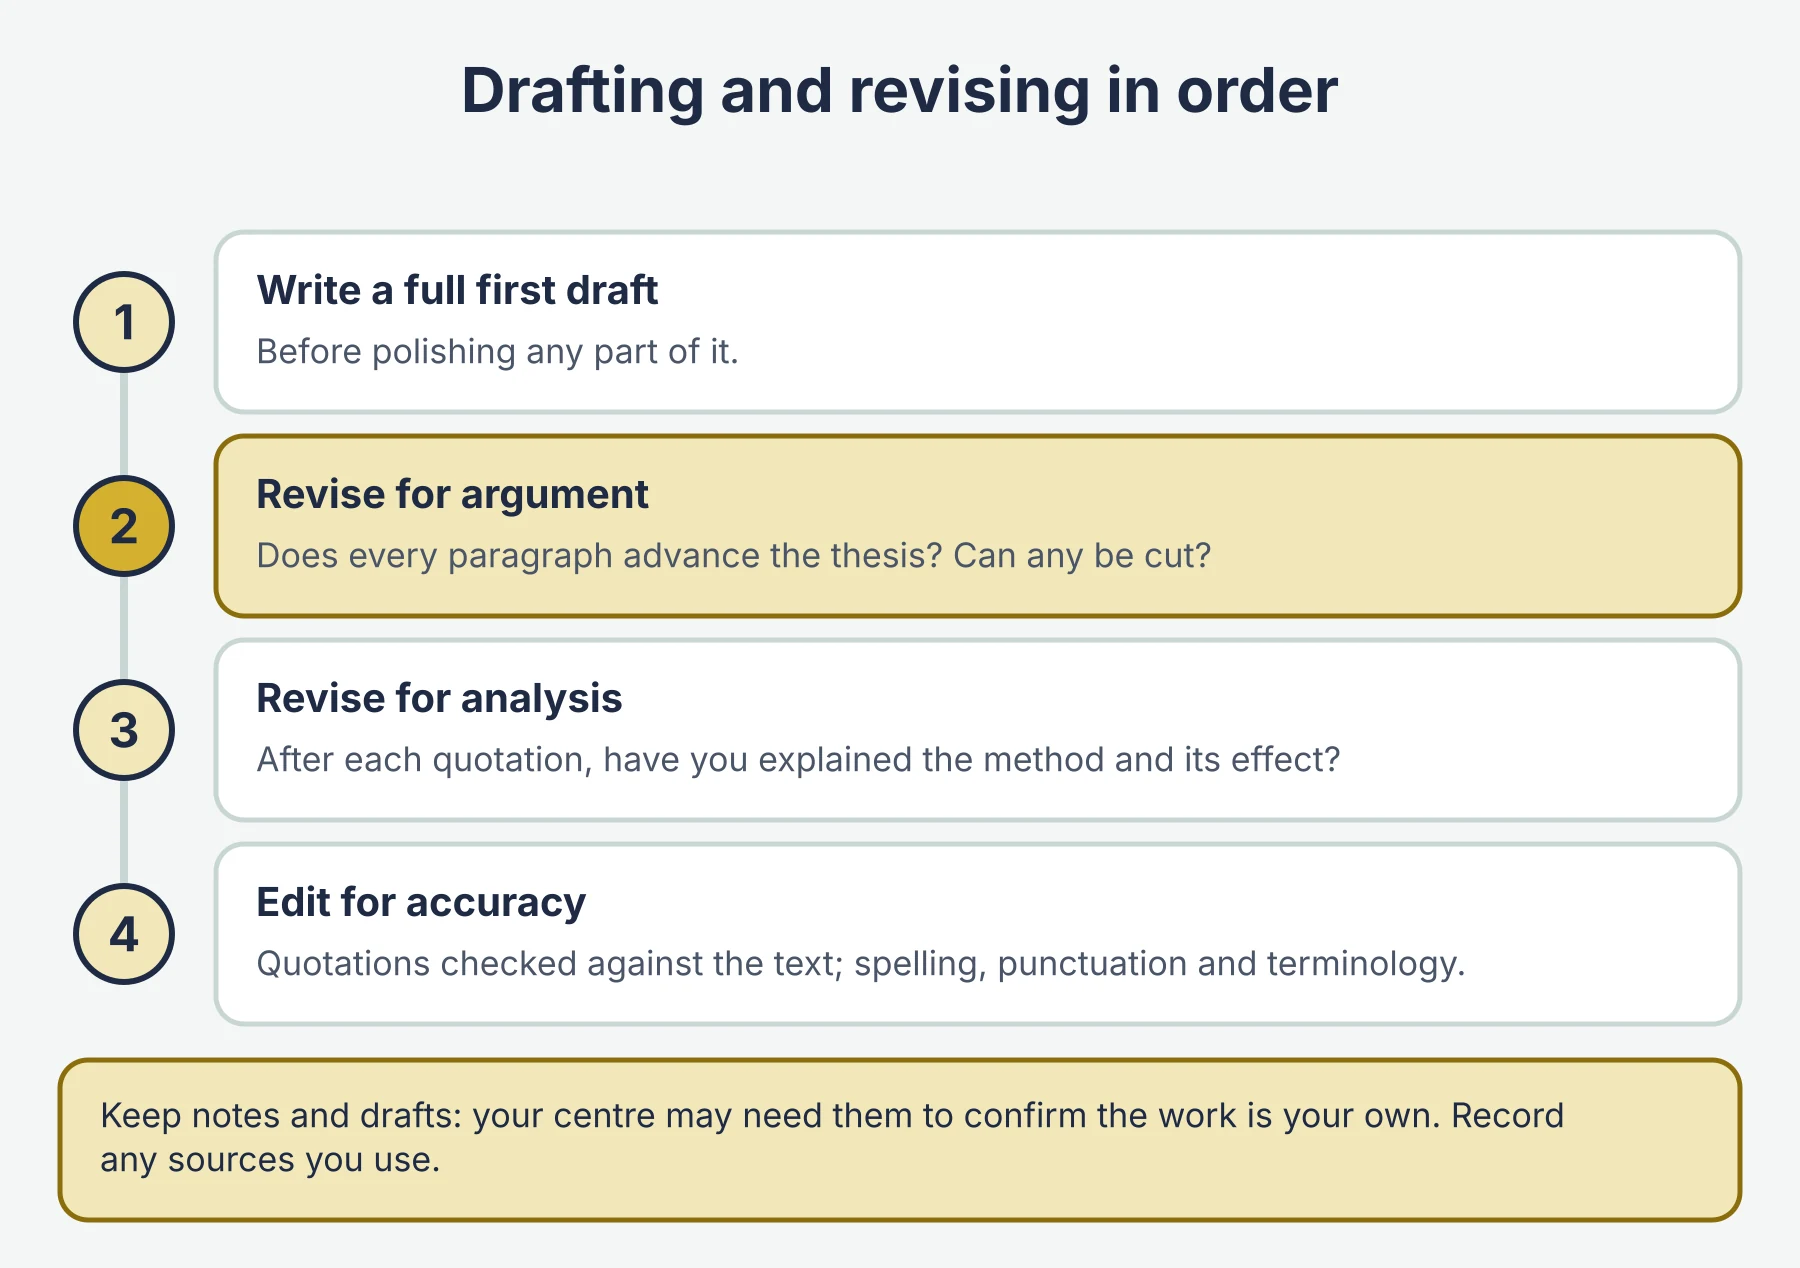 Drafting and revising in order
1
Write a full first draft
Before polishing any part of it.
2
Revise for argument
Does every paragraph advance the thesis? Can any be cut?
3
Revise for analysis
After each quotation, have you explained the method and its effect?
4
Edit for accuracy
Quotations checked against the text; spelling, punctuation and terminology.
Keep notes and drafts: your centre may need them to confirm the work is your own. Record
any sources you use.